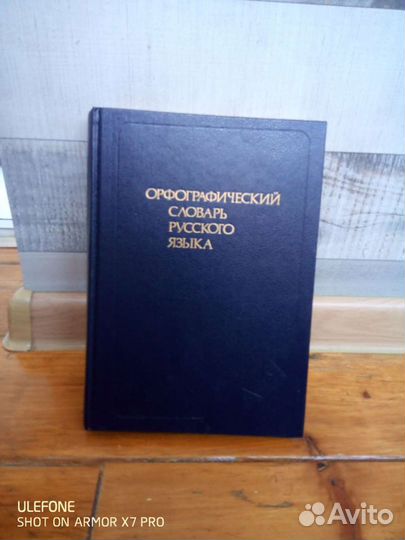 ОРФОГРАФИЧЕСКИЙ
СЛОВАРЬ
РУССКОГО
ЯЗЫКА
ULEFONE
SHOT ON ARMOR X7 PRO
Avito